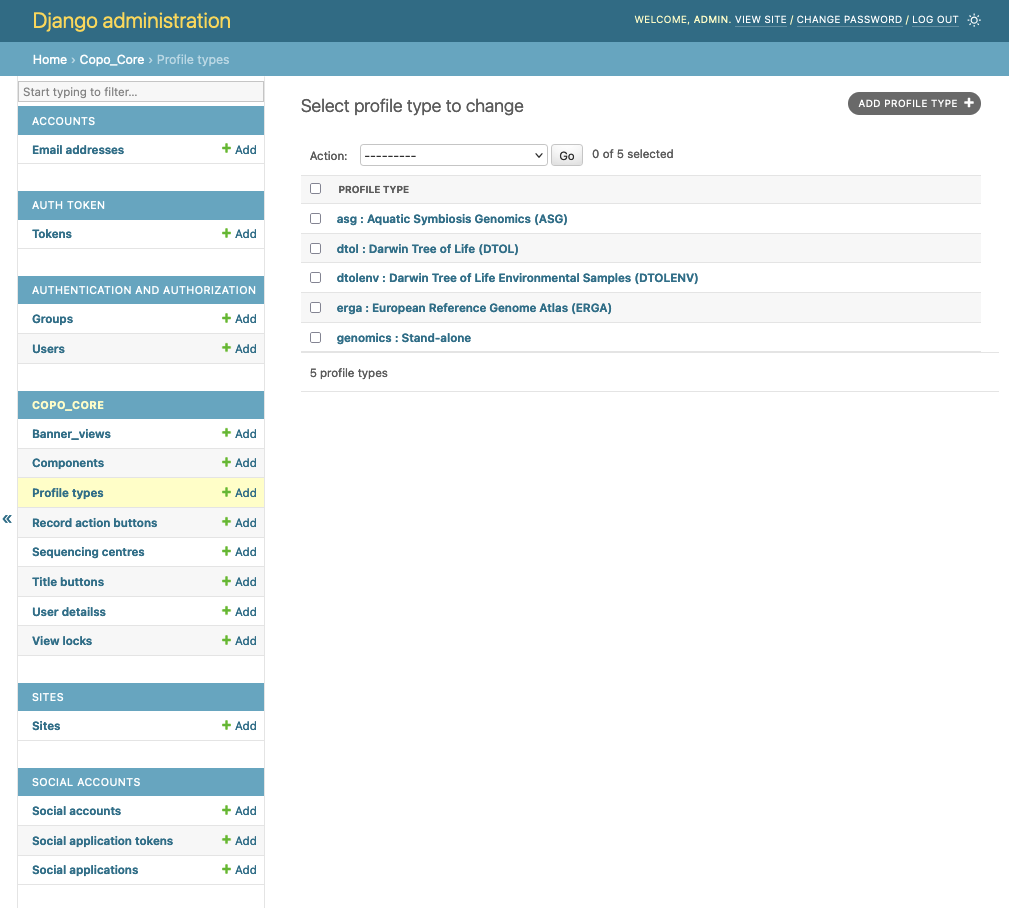 Django administration
WELCOME, ADMIN. VIEW SITE / CHANGE PASSWORD / LOG OUT
Home › Copo_Core › Profile types
Start typing to filter...
ACCOUNTS
Email addresses + Add
AUTH TOKEN
Tokens + Add
AUTHENTICATION AND AUTHORIZATION
Groups + Add
Users + Add
COPO_CORE
Banner_views + Add
Components + Add
Profile types + Add
Record action buttons + Add
Sequencing centres + Add
Title buttons + Add
User detailss + Add
View locks + Add
SITES
Sites + Add
SOCIAL ACCOUNTS
Social accounts + Add
Social application tokens + Add
Social applications + Add
«
Select profile type to change
ADD PROFILE TYPE +
Action: --------- Go 0 of 5 selected
PROFILE TYPE
asg : Aquatic Symbiosis Genomics (ASG)
dtol : Darwin Tree of Life (DTOL)
dtolenv : Darwin Tree of Life Environmental Samples (DTOLENV)
erga : European Reference Genome Atlas (ERGA)
genomics : Stand-alone
5 profile types